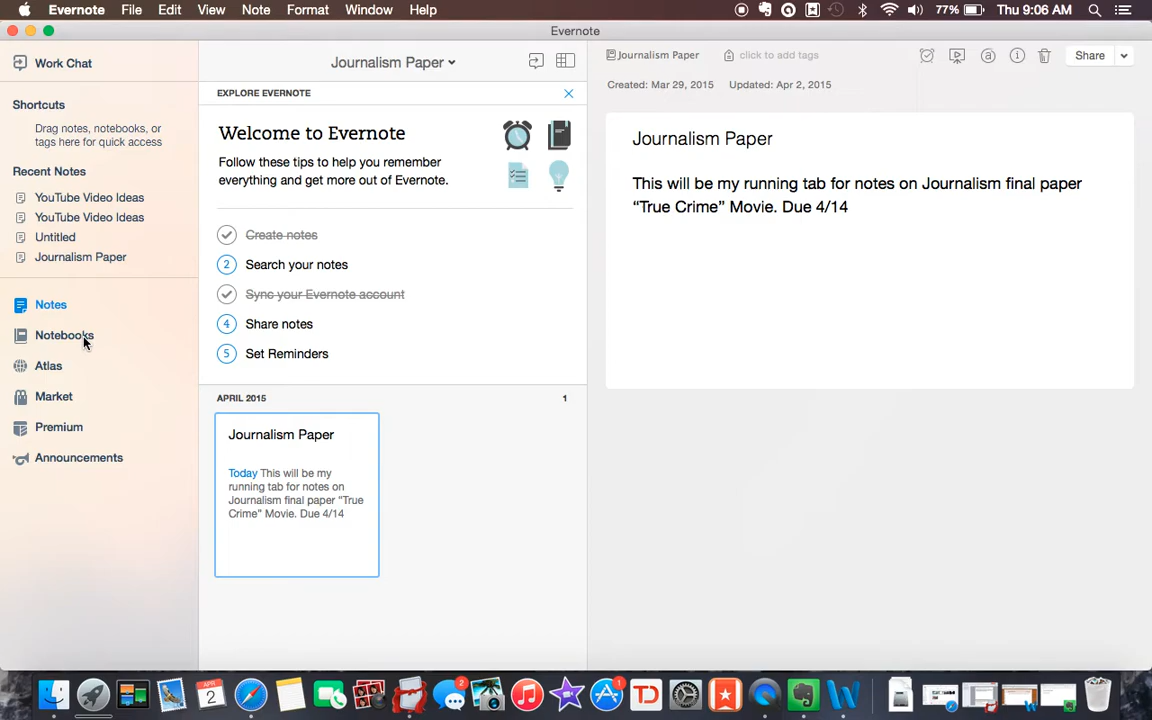 Evernote File Edit View Note Format Window Help
77% Thu 9:06 AM
Evernote
Work Chat
Shortcuts
Drag notes, notebooks, or
tags here for quick access
Recent Notes
YouTube Video Ideas
YouTube Video Ideas
Untitled
Journalism Paper
Notes
Notebooks
Atlas
Market
Premium
Announcements
Journalism Paper
EXPLORE EVERNOTE
Welcome to Evernote
Follow these tips to help you remember
everything and get more out of Evernote.
Create notes
2 Search your notes
Sync your Evernote account
4 Share notes
5 Set Reminders
APRIL 2015 1
Journalism Paper
Today This will be my
running tab for notes on
Journalism final paper “True
Crime” Movie. Due 4/14
Journalism Paper click to add tags
Share
Created: Mar 29, 2015 Updated: Apr 2, 2015
Journalism Paper
This will be my running tab for notes on Journalism final paper
“True Crime” Movie. Due 4/14
APR
2
2
1